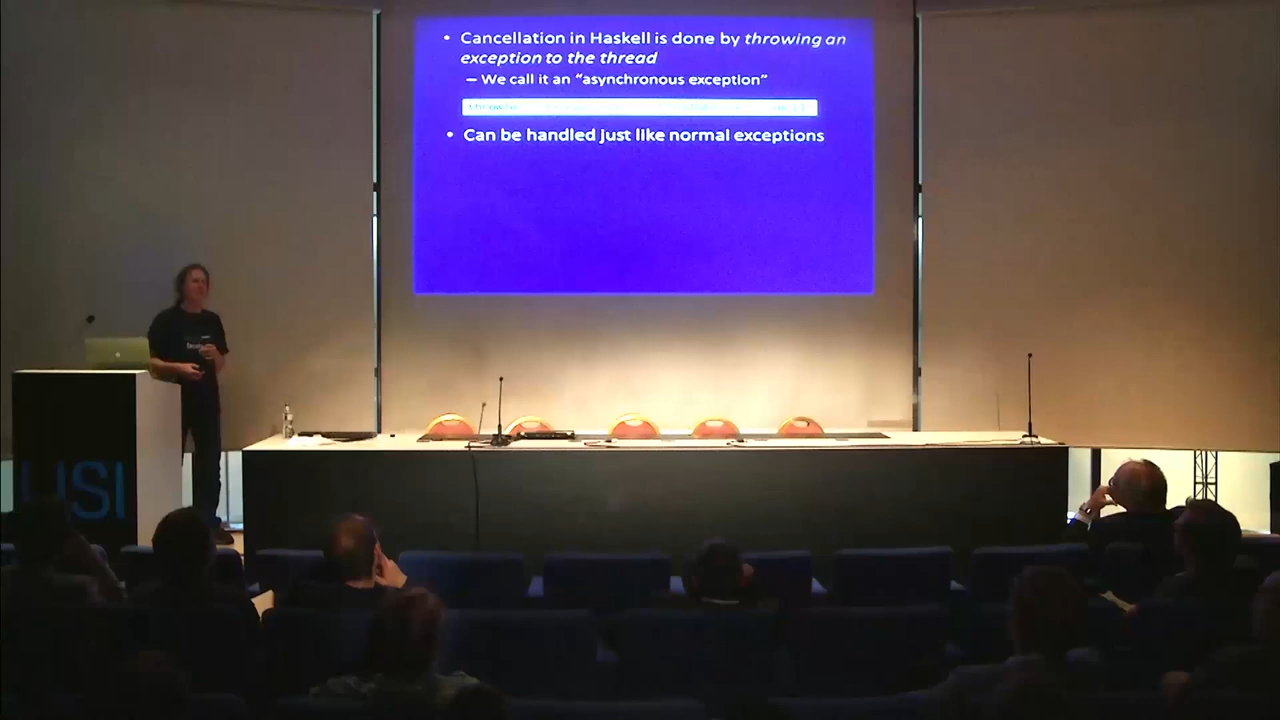 • Cancellation in Haskell is done by throwing an
exception to the thread
– We call it an “asynchronous exception”
throwTo
• Can be handled just like normal exceptions
USI